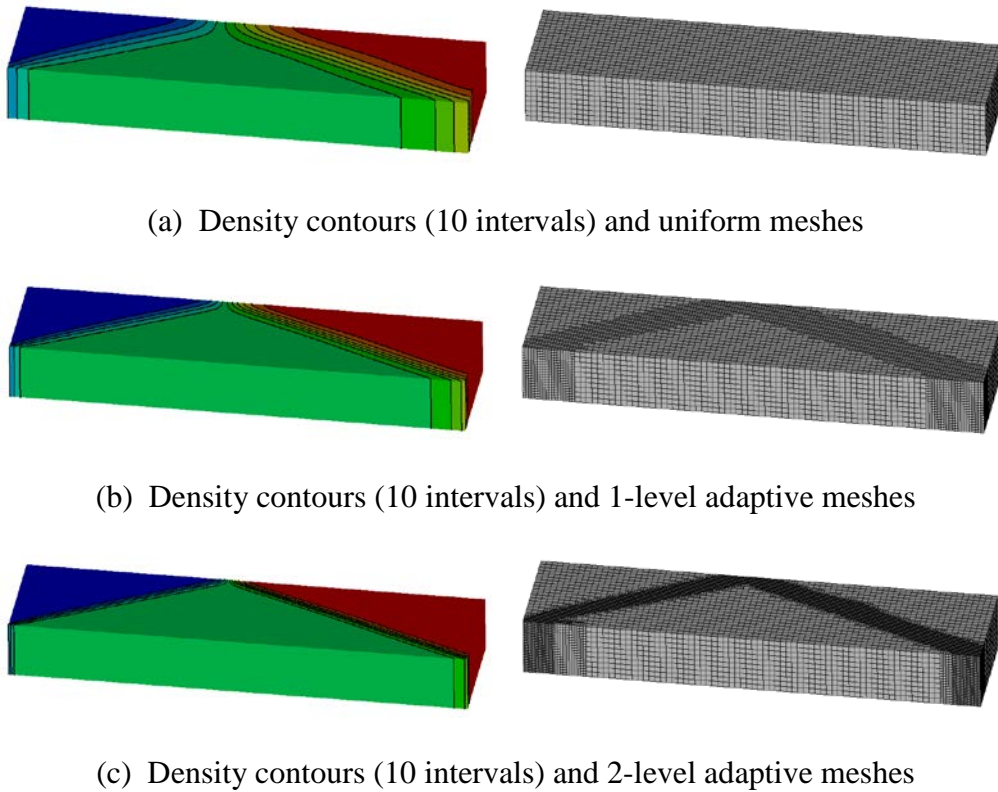 (a) Density contours (10 intervals) and uniform meshes
(b) Density contours (10 intervals) and 1-level adaptive meshes
(c) Density contours (10 intervals) and 2-level adaptive meshes